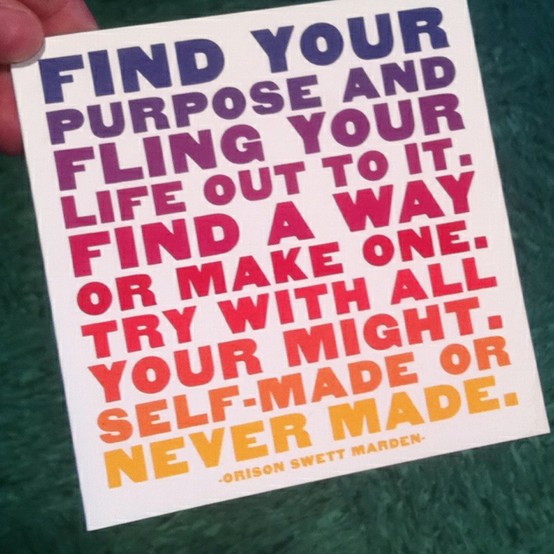 FIND YOUR
PURPOSE AND
FLING YOUR
LIFE OUT TO IT.
FIND A WAY
OR MAKE ONE.
TRY WITH ALL
YOUR MIGHT.
SELF-MADE OR
NEVER MADE.
-ORISON SWETT MARDEN-